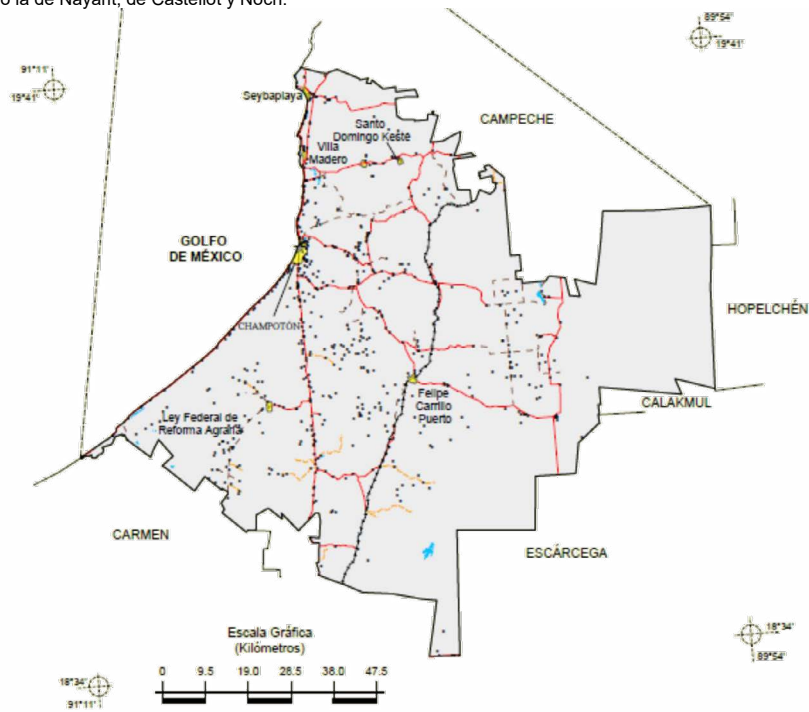 o la de Nayarit, de Castellot y Noch.
89°54'
19°41'
91°11'
19°41'
Seybaplaya
CAMPECHE
Santo
Domingo Kesté
Villa
Madero
GOLFO
DE MÉXICO
HOPELCHÉN
CHAMPOTÓN
CALAKMUL
Felipe
Carrillo
Puerto
Ley Federal de
Reforma Agraria
CARMEN
ESCÁRCEGA
Escala Gráfica
(Kilómetros)
0 9.5 19.0 28.5 38.0 47.5
18°34'
89°54'
18°34'
91°11'